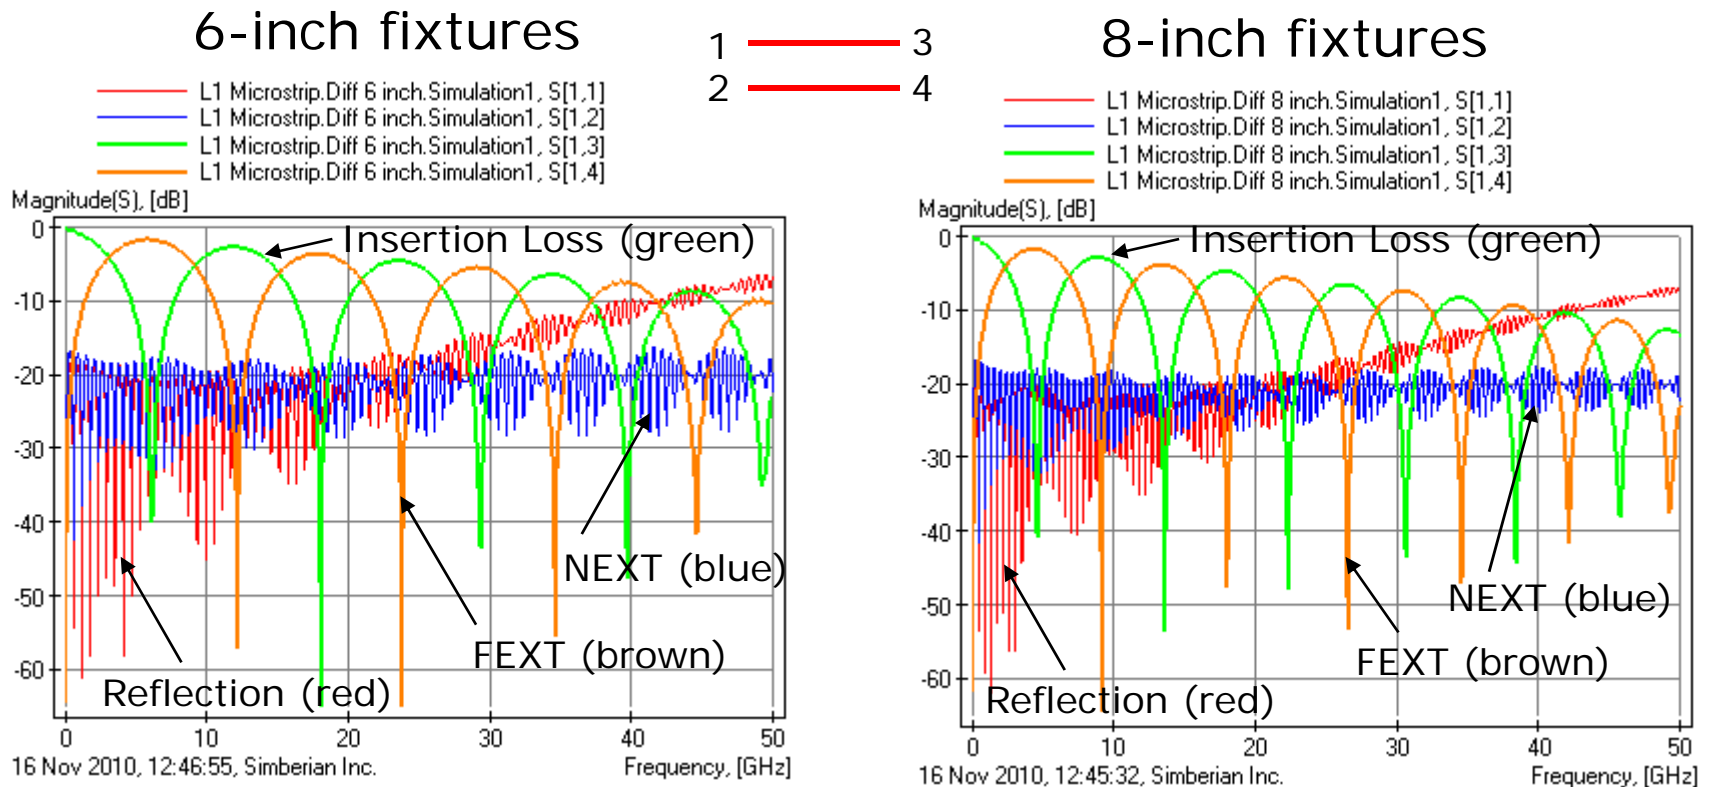 6-inch fixtures
L1 Microstrip.Diff 6 inch.Simulation1, S[1,1]
L1 Microstrip.Diff 6 inch.Simulation1, S[1,2]
L1 Microstrip.Diff 6 inch.Simulation1, S[1,3]
L1 Microstrip.Diff 6 inch.Simulation1, S[1,4]
Magnitude(S), [dB]
0
-10
-20
-30
-40
-50
-60
Insertion Loss (green)
NEXT (blue)
FEXT (brown)
Reflection (red)
0 10 20 30 40 50
16 Nov 2010, 12:46:55, Simberian Inc. Frequency, [GHz]
1 3
2 4
8-inch fixtures
L1 Microstrip.Diff 8 inch.Simulation1, S[1,1]
L1 Microstrip.Diff 8 inch.Simulation1, S[1,2]
L1 Microstrip.Diff 8 inch.Simulation1, S[1,3]
L1 Microstrip.Diff 8 inch.Simulation1, S[1,4]
Magnitude(S), [dB]
0
-10
-20
-30
-40
-50
-60
Insertion Loss (green)
NEXT (blue)
FEXT (brown)
Reflection (red)
0 10 20 30 40 50
16 Nov 2010, 12:45:32, Simberian Inc. Frequency, [GHz]